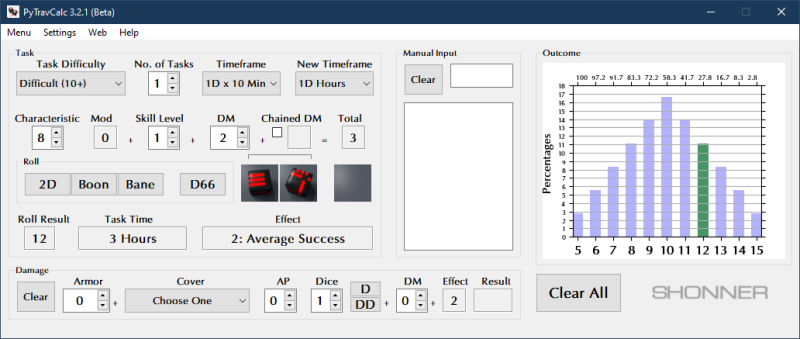 PyTravCalc 3.2.1 (Beta)
Menu Settings Web Help
Task
Task Difficulty No. of Tasks Timeframe New Timeframe
Difficult (10+) 1 1D x 10 Min 1D Hours
Characteristic Mod Skill Level DM Chained DM Total
8 0 + 1 + 2 + = 3
Roll
2D Boon Bane D66
Roll Result Task Time Effect
12 3 Hours 2: Average Success
Manual Input
Clear
Outcome
100 97.2 91.7 83.3 72.2 58.3 41.7 27.8 16.7 8.3 2.8
Percentages
18
17
16
15
14
13
12
11
10
9
8
7
6
5
4
3
2
1
0
5 6 7 8 9 10 11 12 13 14 15
Damage
Armor Cover AP Dice DM Effect Result
Clear 0 + Choose One 0 1 D DD + 0 + 2
Clear All
SHONNER